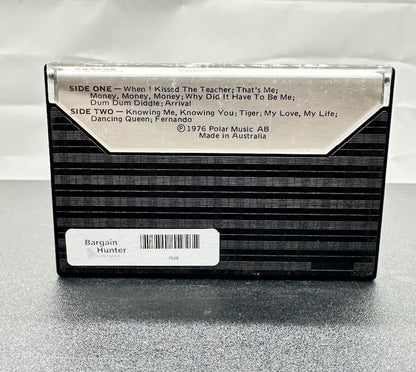 SIDE ONE — When I Kissed The Teacher; That's Me;
Money, Money, Money; Why Did It Have To Be Me;
Dum Dum Diddle; Arrival
SIDE TWO — Knowing Me, Knowing You; Tiger; My Love, My Life;
Dancing Queen; Fernando
Ⓟ 1976 Polar Music AB
Made in Australia
Bargain
Hunter